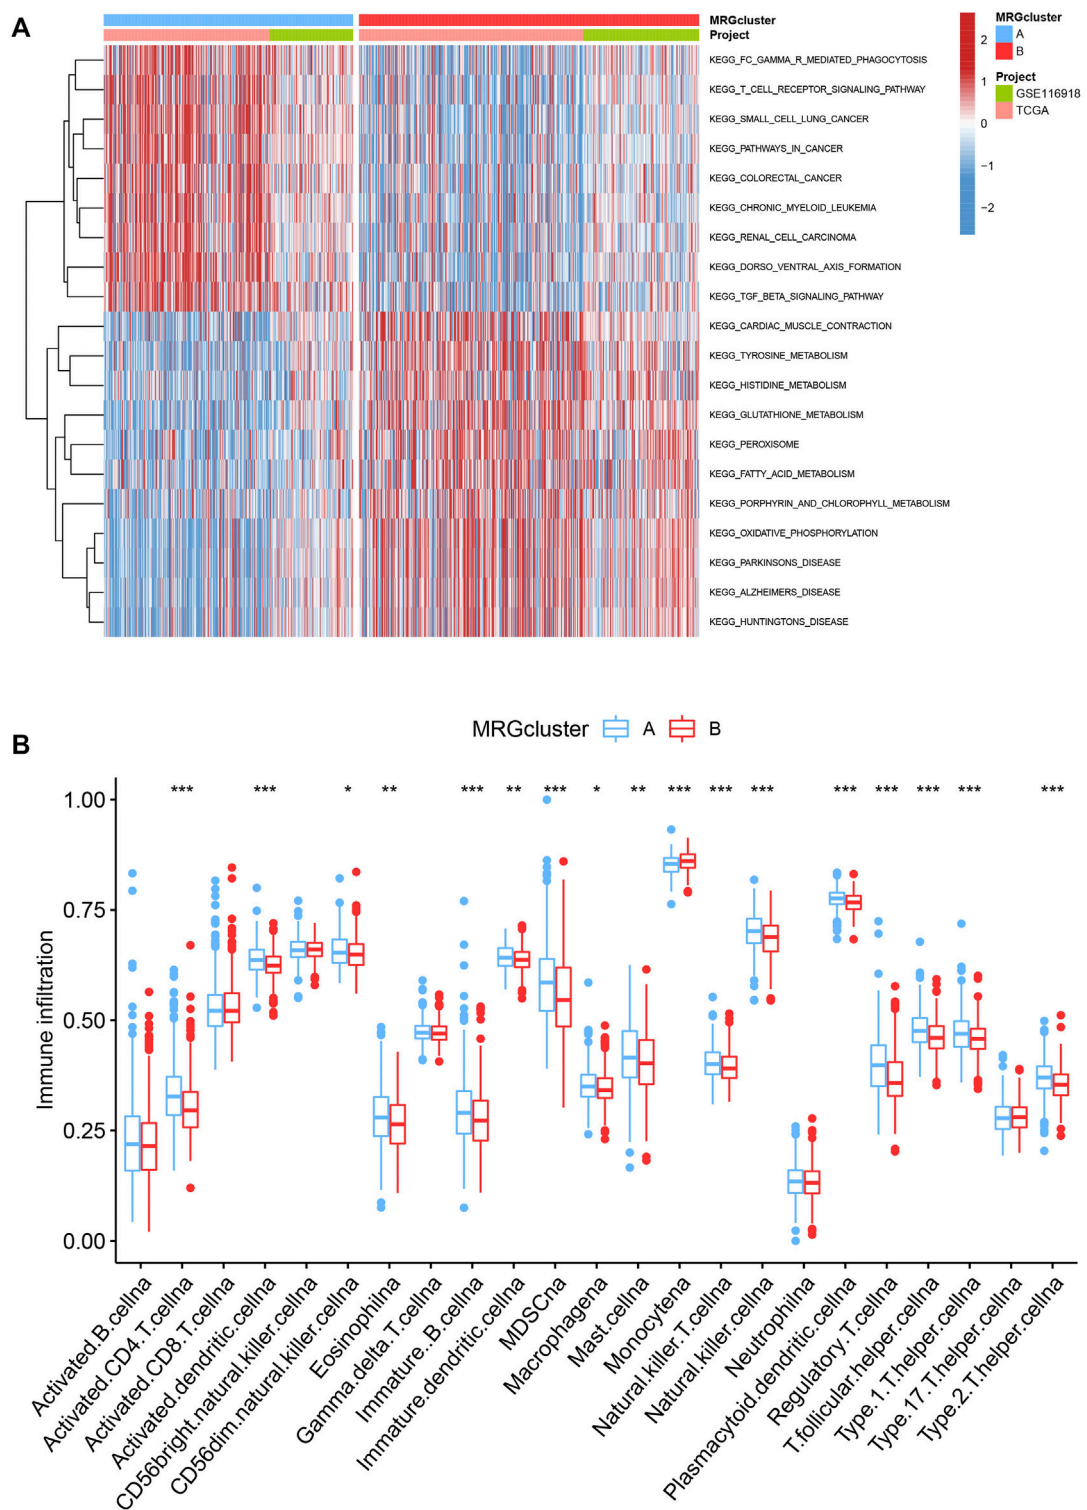 A
MRGcluster
Project
KEGG_FC_GAMMA_R_MEDIATED_PHAGOCYTOSIS
KEGG_T_CELL_RECEPTOR_SIGNALING_PATHWAY
KEGG_SMALL_CELL_LUNG_CANCER
KEGG_PATHWAYS_IN_CANCER
KEGG_COLORECTAL_CANCER
KEGG_CHRONIC_MYELOID_LEUKEMIA
KEGG_RENAL_CELL_CARCINOMA
KEGG_DORSO_VENTRAL_AXIS_FORMATION
KEGG_TGF_BETA_SIGNALING_PATHWAY
KEGG_CARDIAC_MUSCLE_CONTRACTION
KEGG_TYROSINE_METABOLISM
KEGG_HISTIDINE_METABOLISM
KEGG_GLUTATHIONE_METABOLISM
KEGG_PEROXISOME
KEGG_FATTY_ACID_METABOLISM
KEGG_PORPHYRIN_AND_CHLOROPHYLL_METABOLISM
KEGG_OXIDATIVE_PHOSPHORYLATION
KEGG_PARKINSONS_DISEASE
KEGG_ALZHEIMERS_DISEASE
KEGG_HUNTINGTONS_DISEASE
2
1
0
−1
−2
MRGcluster
A
B
Project
GSE116918
TCGA
B
MRGcluster A B
*** *** * ** *** ** *** * ** *** *** *** *** *** *** *** ***
Immune infiltration
1.00
0.75
0.50
0.25
0.00
Activated.B.cellna
Activated.CD4.T.cellna
Activated.CD8.T.cellna
Activated.dendritic.cellna
CD56bright.natural.killer.cellna
CD56dim.natural.killer.cellna
Eosinophilna
Gamma.delta.T.cellna
Immature.B.cellna
Immature.dendritic.cellna
MDSCna
Macrophagena
Mast.cellna
Monocytena
Natural.killer.T.cellna
Natural.killer.cellna
Neutrophilna
Plasmacytoid.dendritic.cellna
Regulatory.T.cellna
T.follicular.helper.cellna
Type.1.T.helper.cellna
Type.17.T.helper.cellna
Type.2.T.helper.cellna